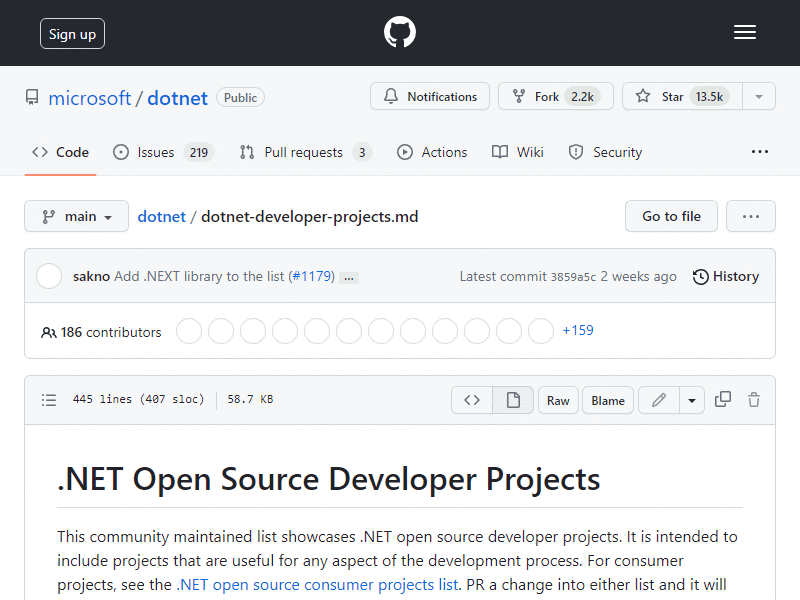 Sign up
microsoft / dotnet Public
Notifications Fork 2.2k Star 13.5k
Code Issues 219 Pull requests 3 Actions Wiki Security ...
main dotnet / dotnet-developer-projects.md Go to file ...
sakno Add .NEXT library to the list (#1179) ... Latest commit 3859a5c 2 weeks ago History
186 contributors +159
445 lines (407 sloc) 58.7 KB Raw Blame
.NET Open Source Developer Projects
This community maintained list showcases .NET open source developer projects. It is intended to
include projects that are useful for any aspect of the development process. For consumer
projects, see the .NET open source consumer projects list. PR a change into either list and it will